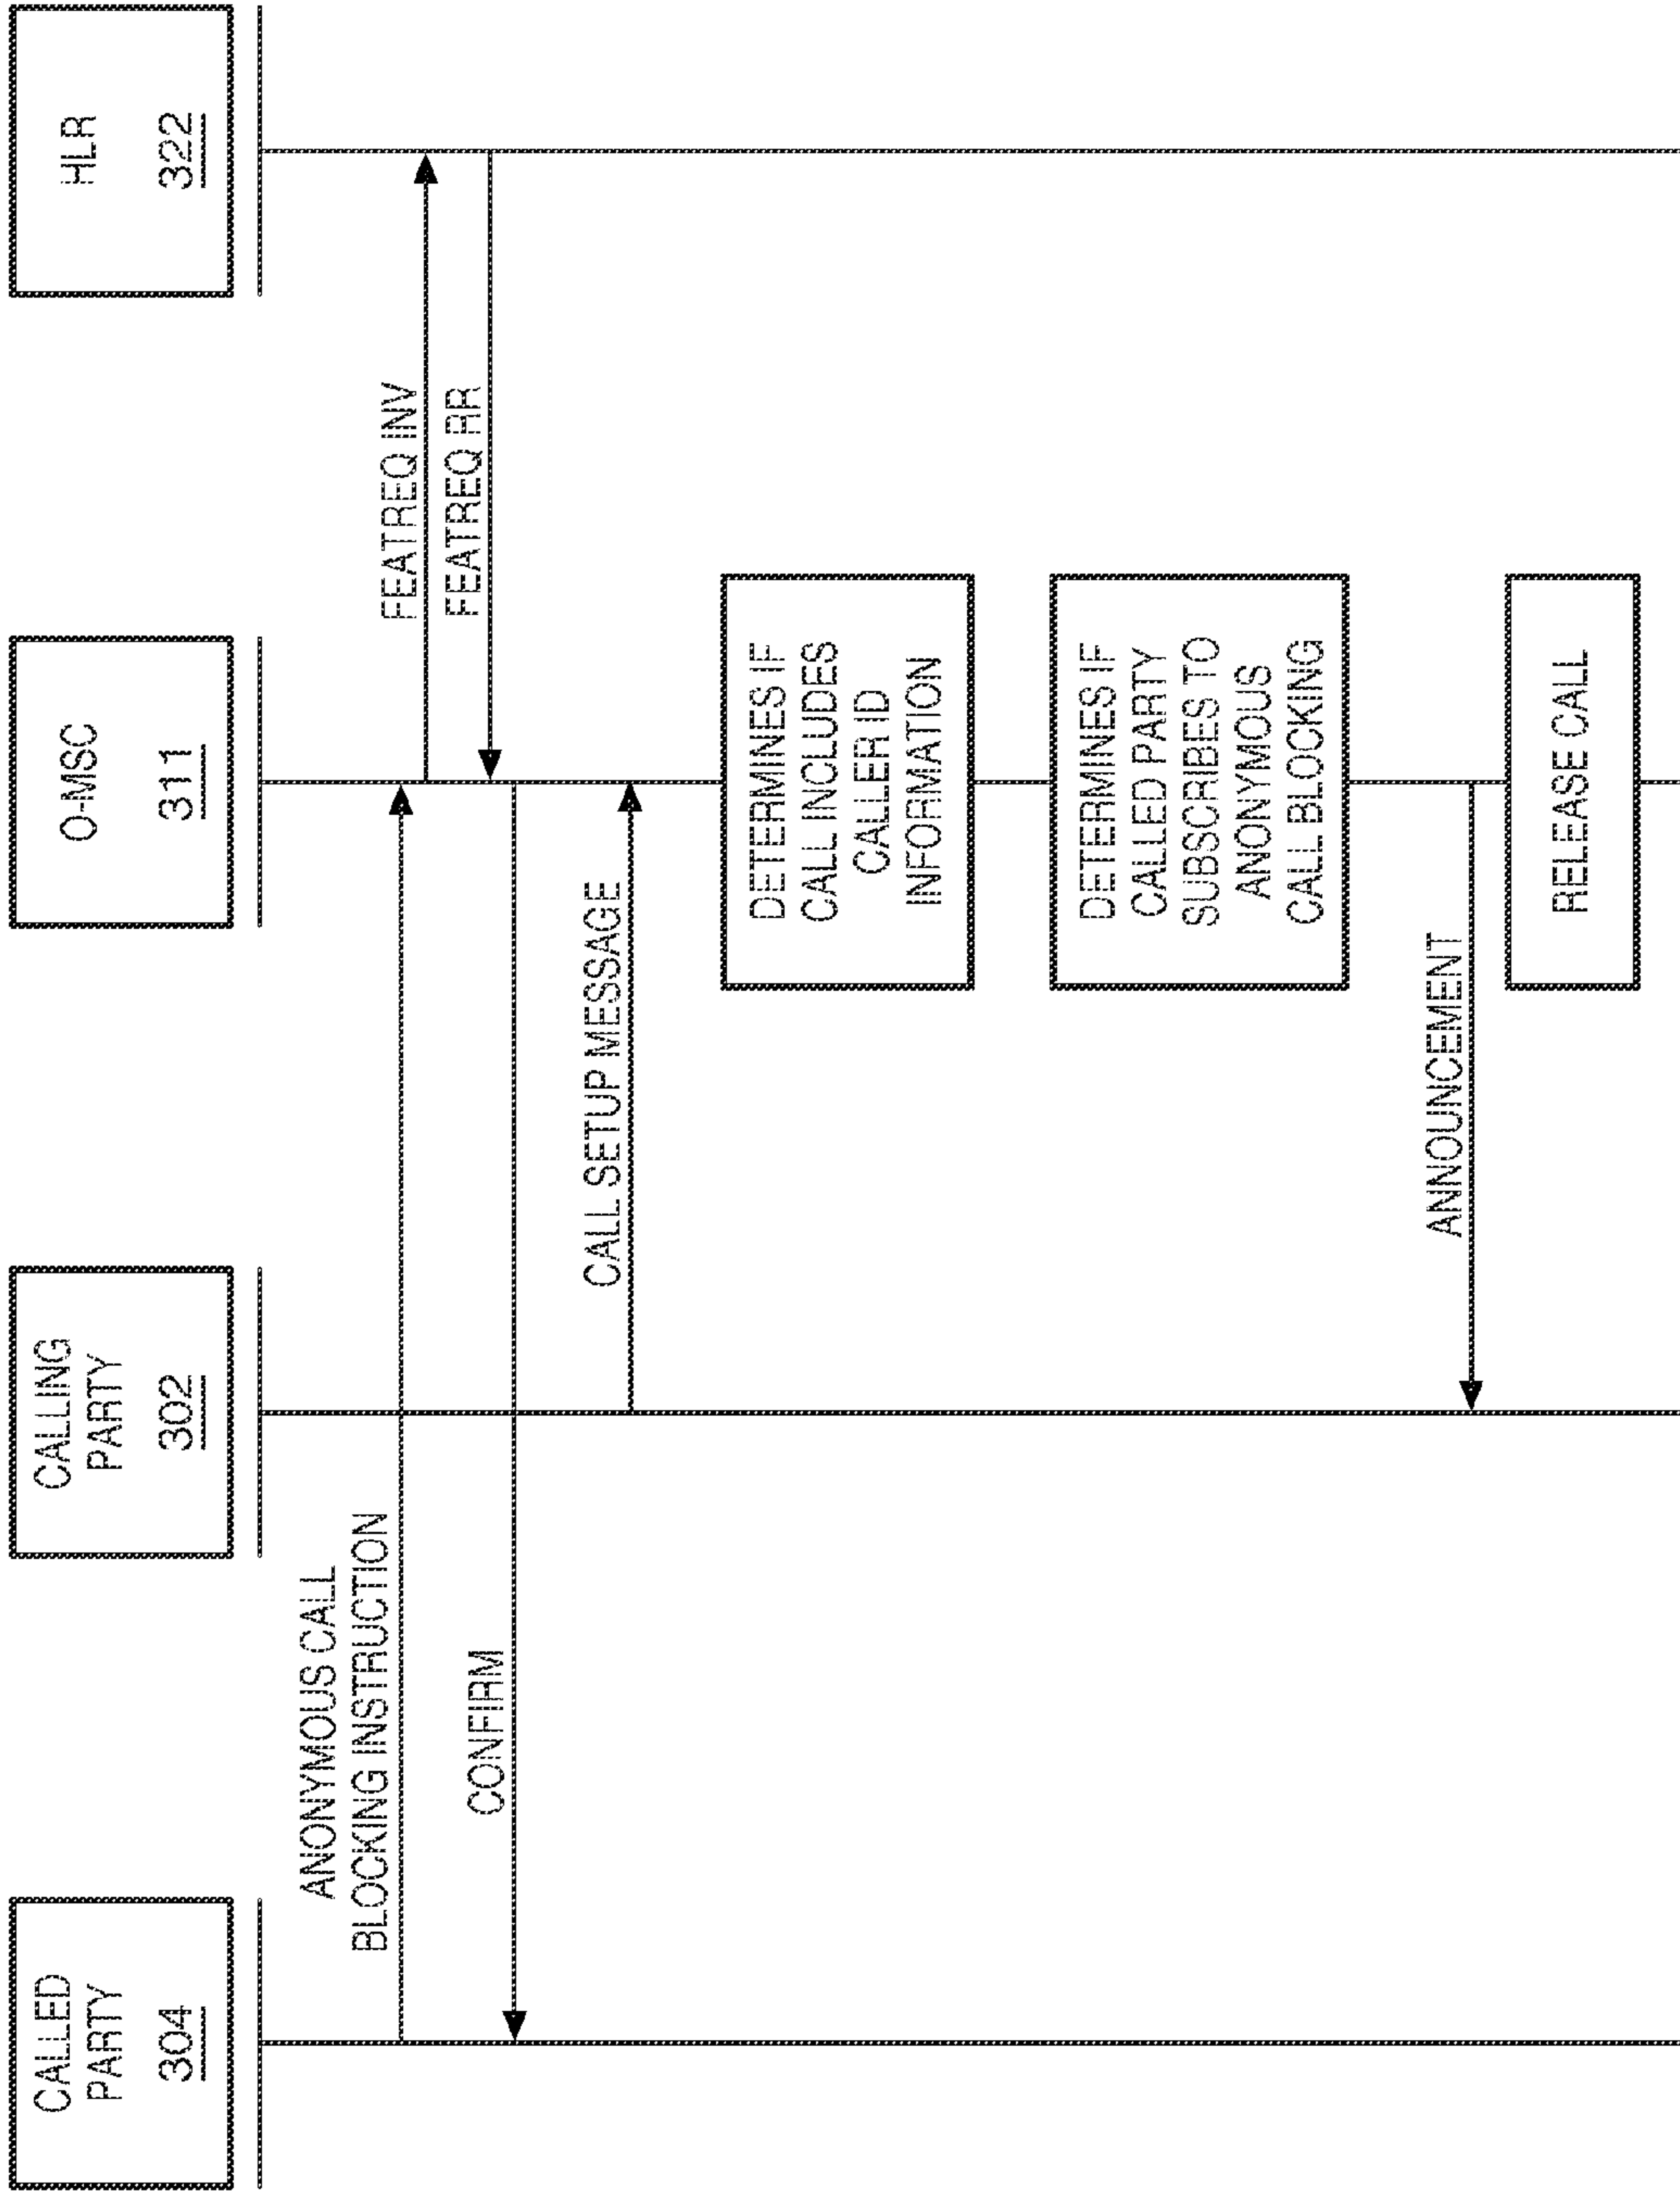 CALLED
PARTY
304
CALLING
PARTY
302
O-MSC
311
HLR
322
ANONYMOUS CALL
BLOCKING INSTRUCTION
FEATREQ INV
FEATREQ RR
CONFIRM
CALL SETUP MESSAGE
DETERMINES IF
CALL INCLUDES
CALLER ID
INFORMATION
DETERMINES IF
CALLED PARTY
SUBSCRIBES TO
ANONYMOUS
CALL BLOCKING
ANNOUNCEMENT
RELEASE CALL